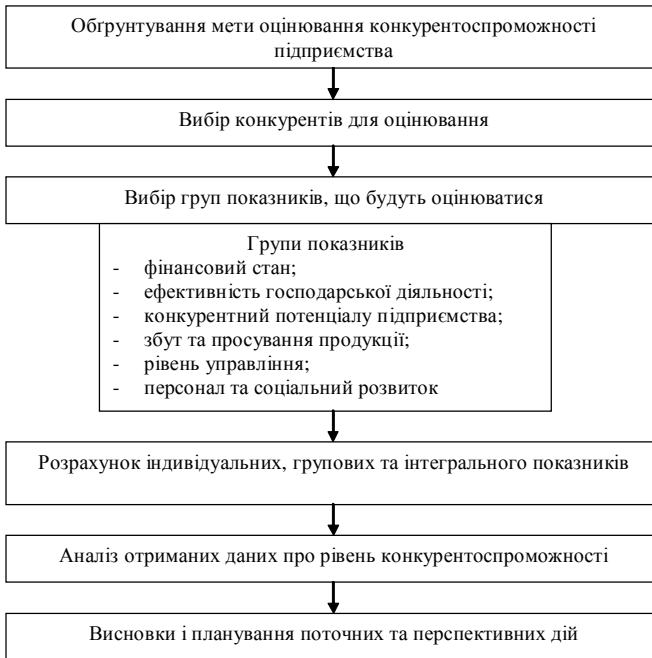 Обґрунтування мети оцінювання конкурентоспроможності
підприємства
Вибір конкурентів для оцінювання
Вибір груп показників, що будуть оцінюватися
Групи показників
- фінансовий стан;
- ефективність господарської діяльності;
- конкурентний потенціалу підприємства;
- збут та просування продукції;
- рівень управління;
- персонал та соціальний розвиток
Розрахунок індивідуальних, групових та інтегрального показників
Аналіз отриманих даних про рівень конкурентоспроможності
Висновки і планування поточних та перспективних дій